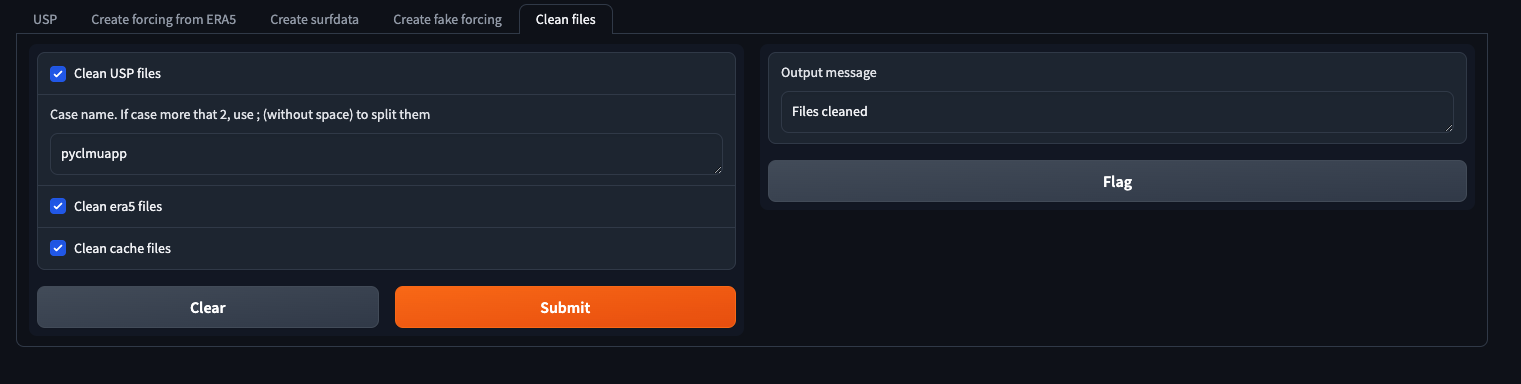 USP Create forcing from ERA5 Create surfdata Create fake forcing Clean files
Clean USP files
Case name. If case more that 2, use ; (without space) to split them
pyclmuapp
Clean era5 files
Clean cache files
Clear Submit
Output message
Files cleaned
Flag